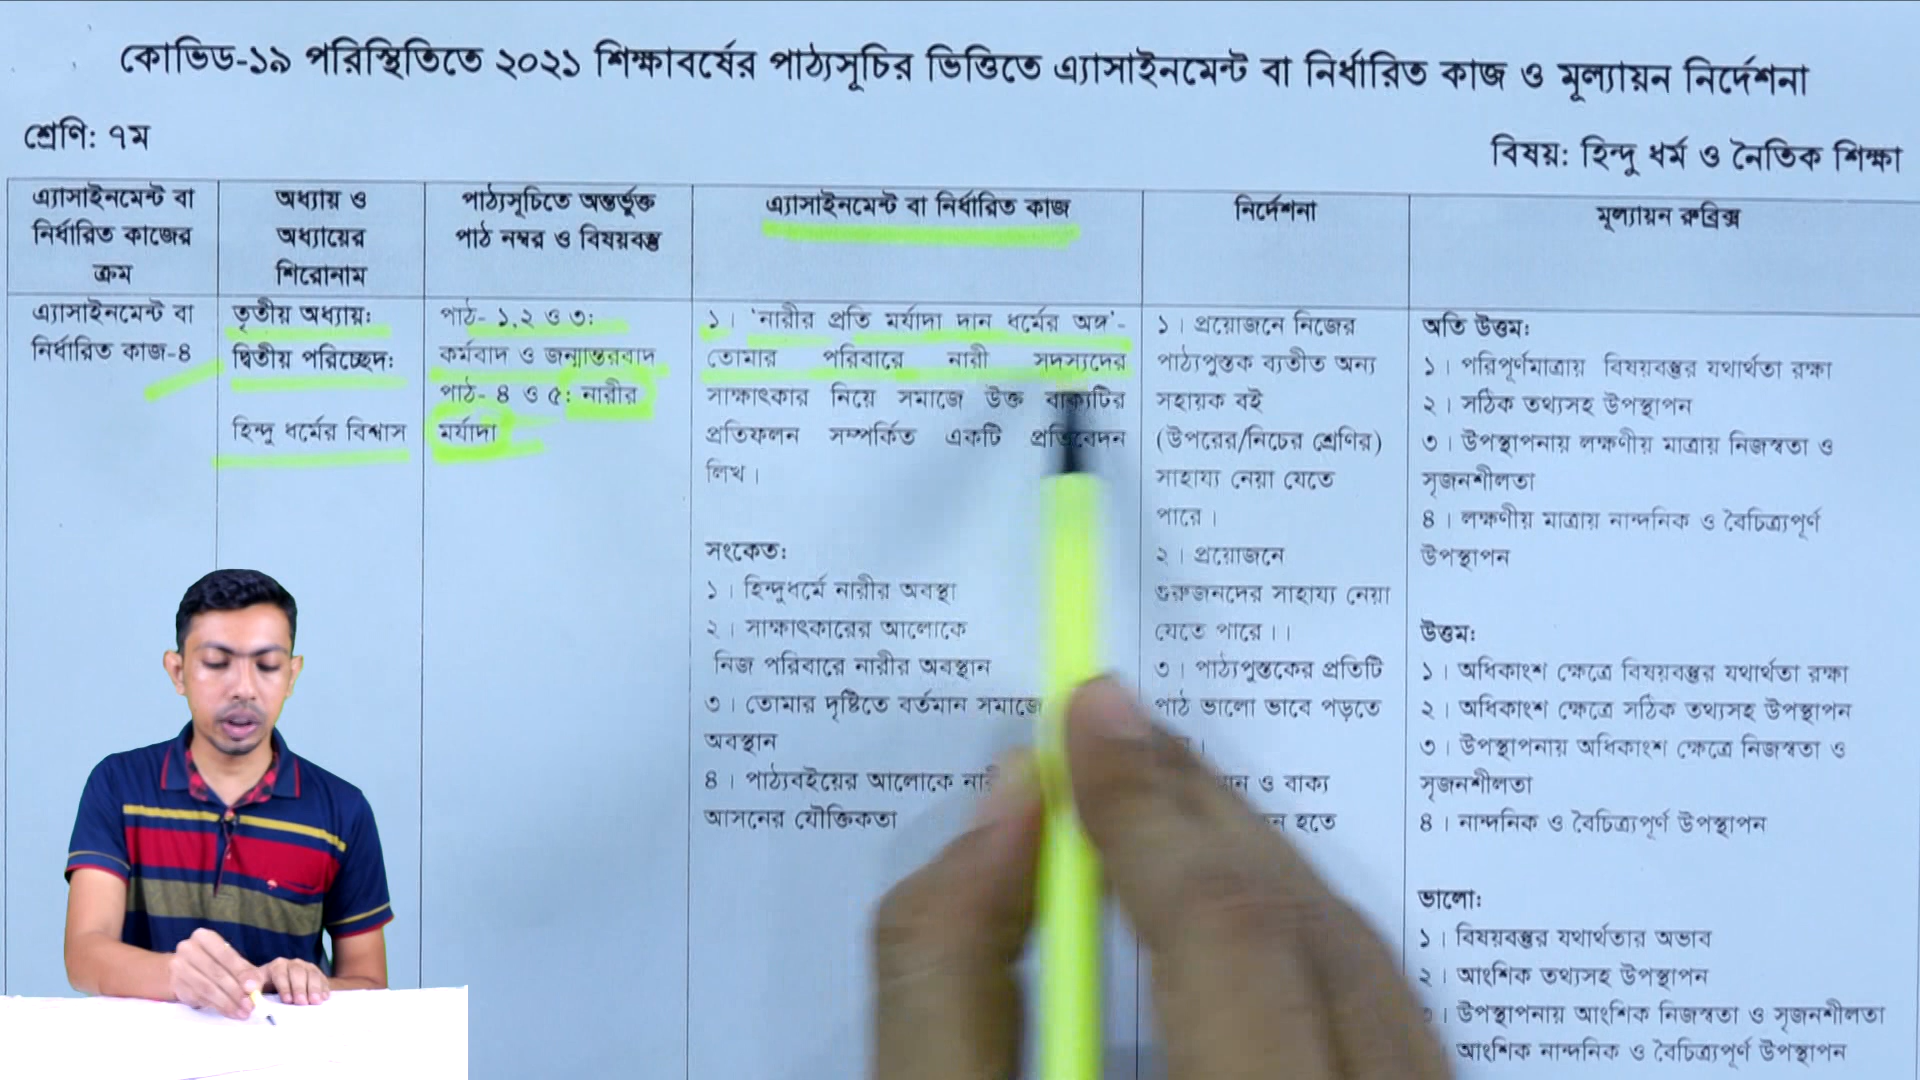 কোভিড-১৯ পরিস্থিতিতে ২০২১ শিক্ষাবর্ষের পাঠ্যসূচির ভিত্তিতে এ্যাসাইনমেন্ট বা নির্ধারিত কাজ ও মূল্যায়ন নির্দেশনা
শ্রেণি: ৭ম
বিষয়: হিন্দু ধর্ম ও নৈতিক শিক্ষা
এ্যাসাইনমেন্ট বা
নির্ধারিত কাজের
ক্রম
অধ্যায় ও
অধ্যায়ের
শিরোনাম
পাঠ্যসূচিতে অন্তর্ভুক্ত
পাঠ নম্বর ও বিষয়বস্তু
এ্যাসাইনমেন্ট বা নির্ধারিত কাজ
নির্দেশনা
মূল্যায়ন রুব্রিক্স
এ্যাসাইনমেন্ট বা
নির্ধারিত কাজ-৪
তৃতীয় অধ্যায়:
দ্বিতীয় পরিচ্ছেদ:
হিন্দু ধর্মের বিশ্বাস
পাঠ- ১,২ ও ৩:
কর্মবাদ ও জন্মান্তরবাদ
পাঠ- ৪ ও ৫: নারীর
মর্যাদা
১। 'নারীর প্রতি মর্যাদা দান ধর্মের অঙ্গ'-
তোমার পরিবারে নারী সদস্যদের
সাক্ষাৎকার নিয়ে সমাজে উক্ত বাক্যটির
প্রতিফলন সম্পর্কিত একটি প্রতিবেদন
লিখ।
সংকেত:
১। হিন্দুধর্মে নারীর অবস্থা
২। সাক্ষাৎকারের আলোকে
নিজ পরিবারে নারীর অবস্থান
৩। তোমার দৃষ্টিতে বর্তমান সমাজে
অবস্থান
৪। পাঠ্যবইয়ের আলোকে
আসনের যৌক্তিকতা
১। প্রয়োজনে নিজের
পাঠ্যপুস্তক ব্যতীত অন্য
সহায়ক বই
(উপরের/নিচের শ্রেণির)
সাহায্য নেয়া যেতে
পারে।
২। প্রয়োজনে
গুরুজনদের সাহায্য নেয়া
যেতে পারে।।
৩। পাঠ্যপুস্তকের প্রতিটি
পাঠ ভালো ভাবে পড়তে
ও বাক্য
হতে
অতি উত্তম:
১। পরিপূর্ণমাত্রায় বিষয়বস্তুর যথার্থতা রক্ষা
২। সঠিক তথ্যসহ উপস্থাপন
৩। উপস্থাপনায় লক্ষণীয় মাত্রায় নিজস্বতা ও
সৃজনশীলতা
৪। লক্ষণীয় মাত্রায় নান্দনিক ও বৈচিত্র্যপূর্ণ
উপস্থাপন
উত্তম:
১। অধিকাংশ ক্ষেত্রে বিষয়বস্তুর যথার্থতা রক্ষা
২। অধিকাংশ ক্ষেত্রে সঠিক তথ্যসহ উপস্থাপন
৩। উপস্থাপনায় অধিকাংশ ক্ষেত্রে নিজস্বতা ও
সৃজনশীলতা
৪। নান্দনিক ও বৈচিত্র্যপূর্ণ উপস্থাপন
ভালো:
১। বিষয়বস্তুর যথার্থতার অভাব
২। আংশিক তথ্যসহ উপস্থাপন
৩। উপস্থাপনায় আংশিক নিজস্বতা ও সৃজনশীলতা
আংশিক নান্দনিক ও বৈচিত্র্যপূর্ণ উপস্থাপন